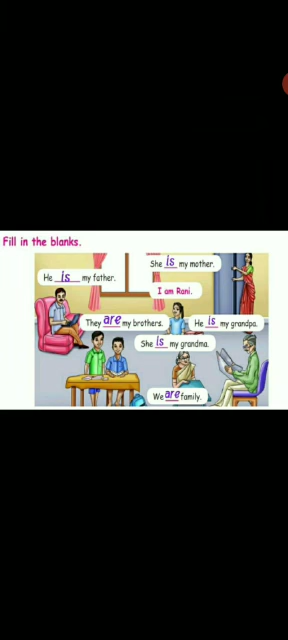 Fill in the blanks.
She is my mother.
He is my father.
I am Rani.
They are my brothers.
He is my grandpa.
She is my grandma.
We are family.